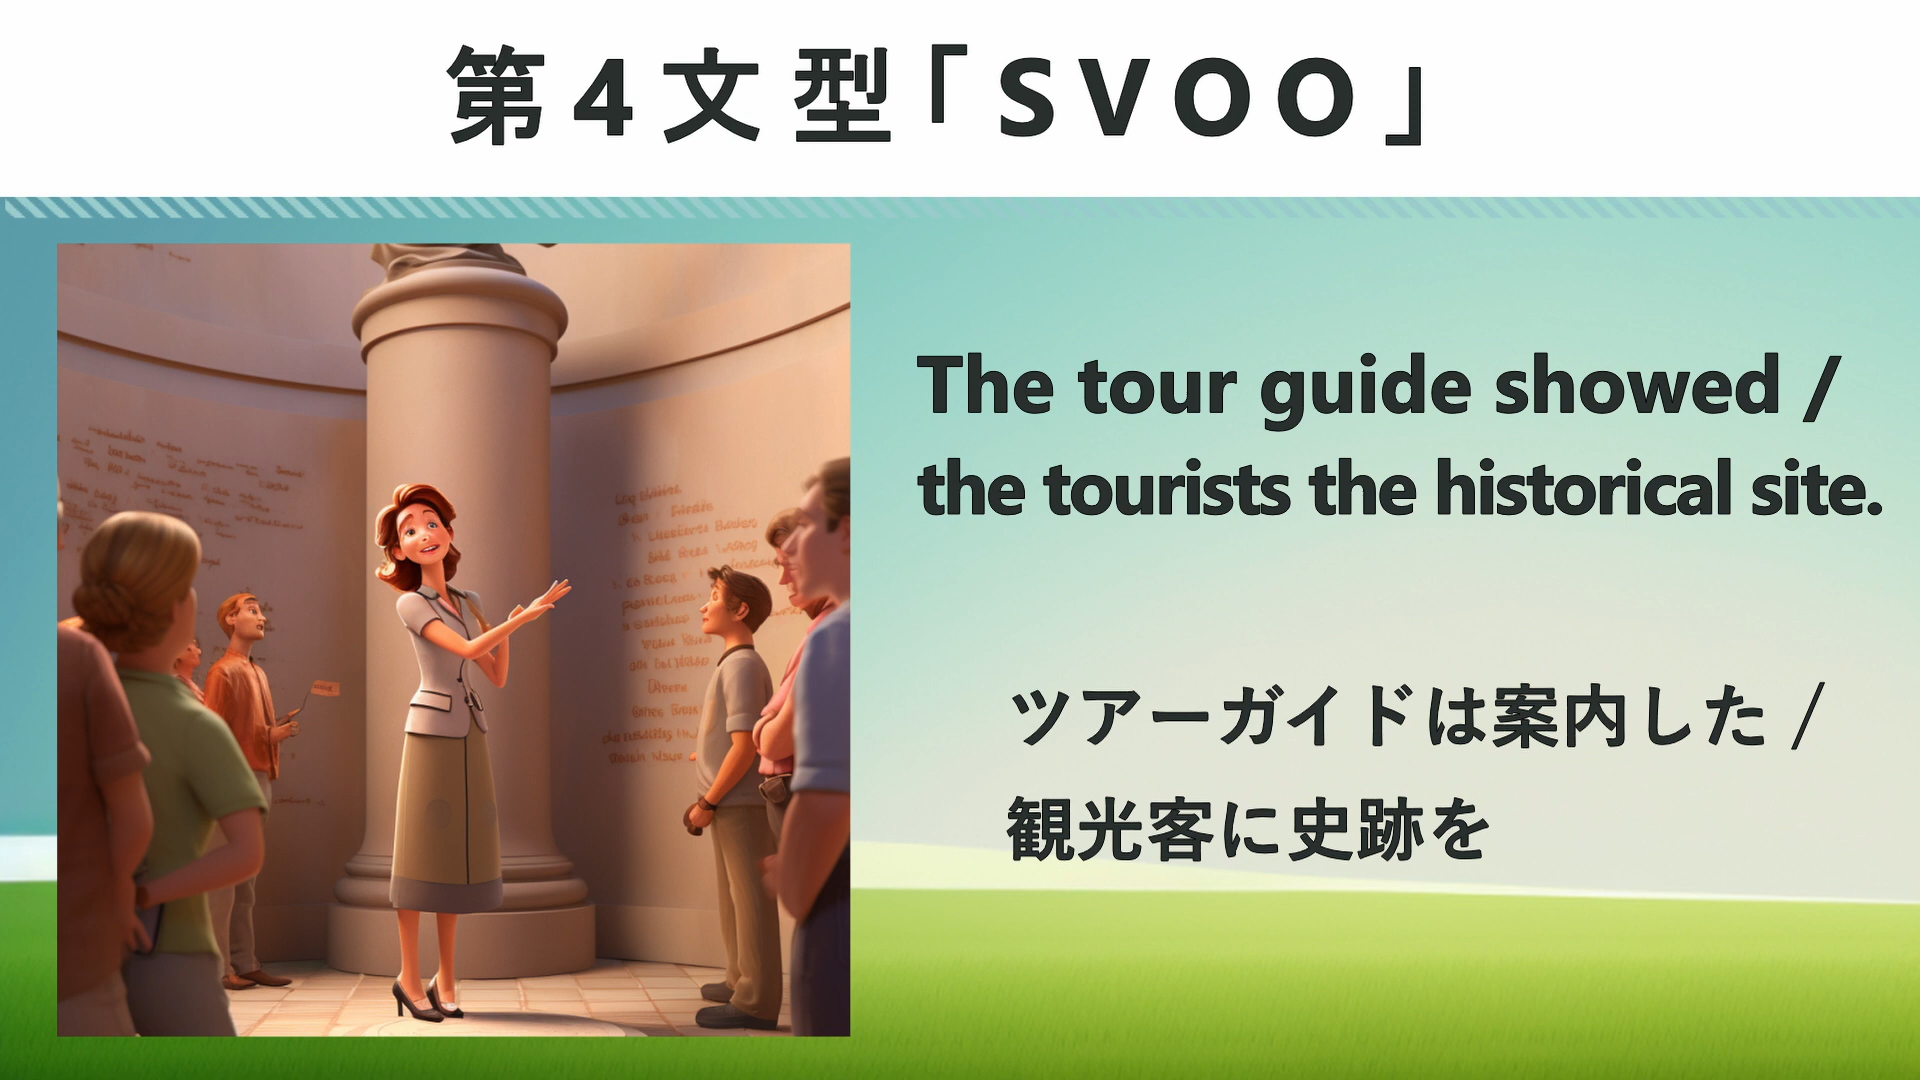 第4文型「SVOO」
The tour guide showed /
the tourists the historical site.
ツアーガイドは案内した /
観光客に史跡を